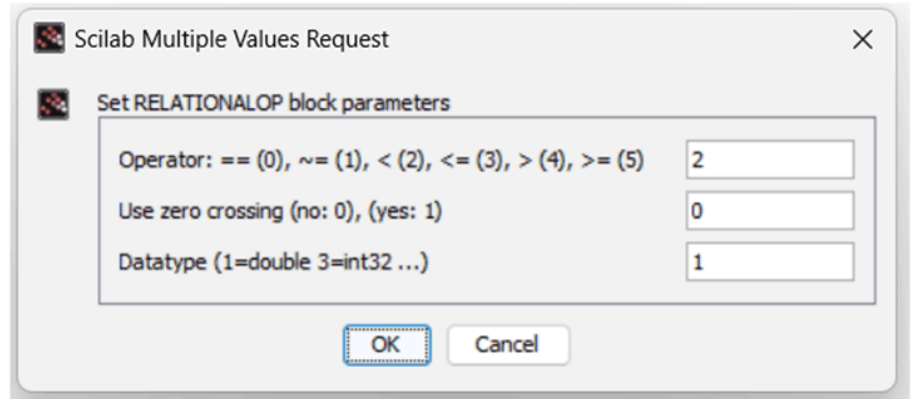 Scilab Multiple Values Request
Set RELATIONALOP block parameters
Operator: == (0), ~= (1), < (2), <= (3), > (4), >= (5) 2
Use zero crossing (no: 0), (yes: 1) 0
Datatype (1=double 3=int32 ...) 1
OK Cancel